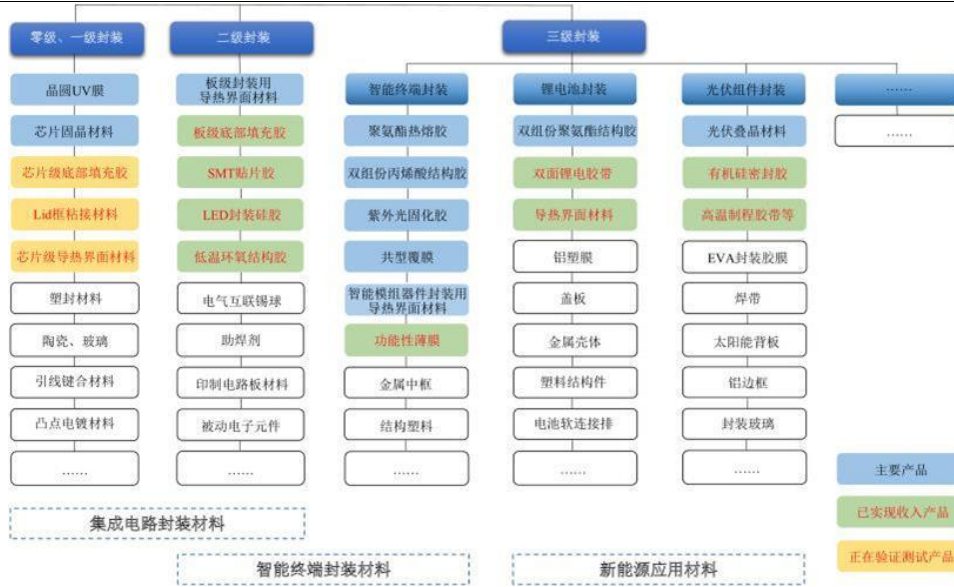 零级、一级封装
二级封装
三级封装
晶圆UV膜
芯片固晶材料
芯片级底部填充胶
Lid框粘接材料
芯片级导热界面材料
塑封材料
陶瓷、玻璃
引线键合材料
凸点电镀材料
......
板级封装用
导热界面材料
板级底部填充胶
SMT贴片胶
LED封装硅胶
低温环氧结构胶
电气互联锡球
助焊剂
印制电路板材料
被动电子元件
......
智能终端封装
聚氨酯热熔胶
双组份丙烯酸结构胶
紫外光固化胶
共型覆膜
智能模组器件封装用
导热界面材料
功能性薄膜
金属中框
结构塑料
......
锂电池封装
双组份聚氨酯结构胶
双面锂电胶带
导热界面材料
铝塑膜
盖板
金属壳体
塑料结构件
电池软连接排
......
光伏组件封装
光伏叠晶材料
有机硅密封胶
高温制程胶带等
EVA封装胶膜
焊带
太阳能背板
铝边框
封装玻璃
......
......
......
主要产品
已实现收入产品
正在验证测试产品
集成电路封装材料
智能终端封装材料
新能源应用材料